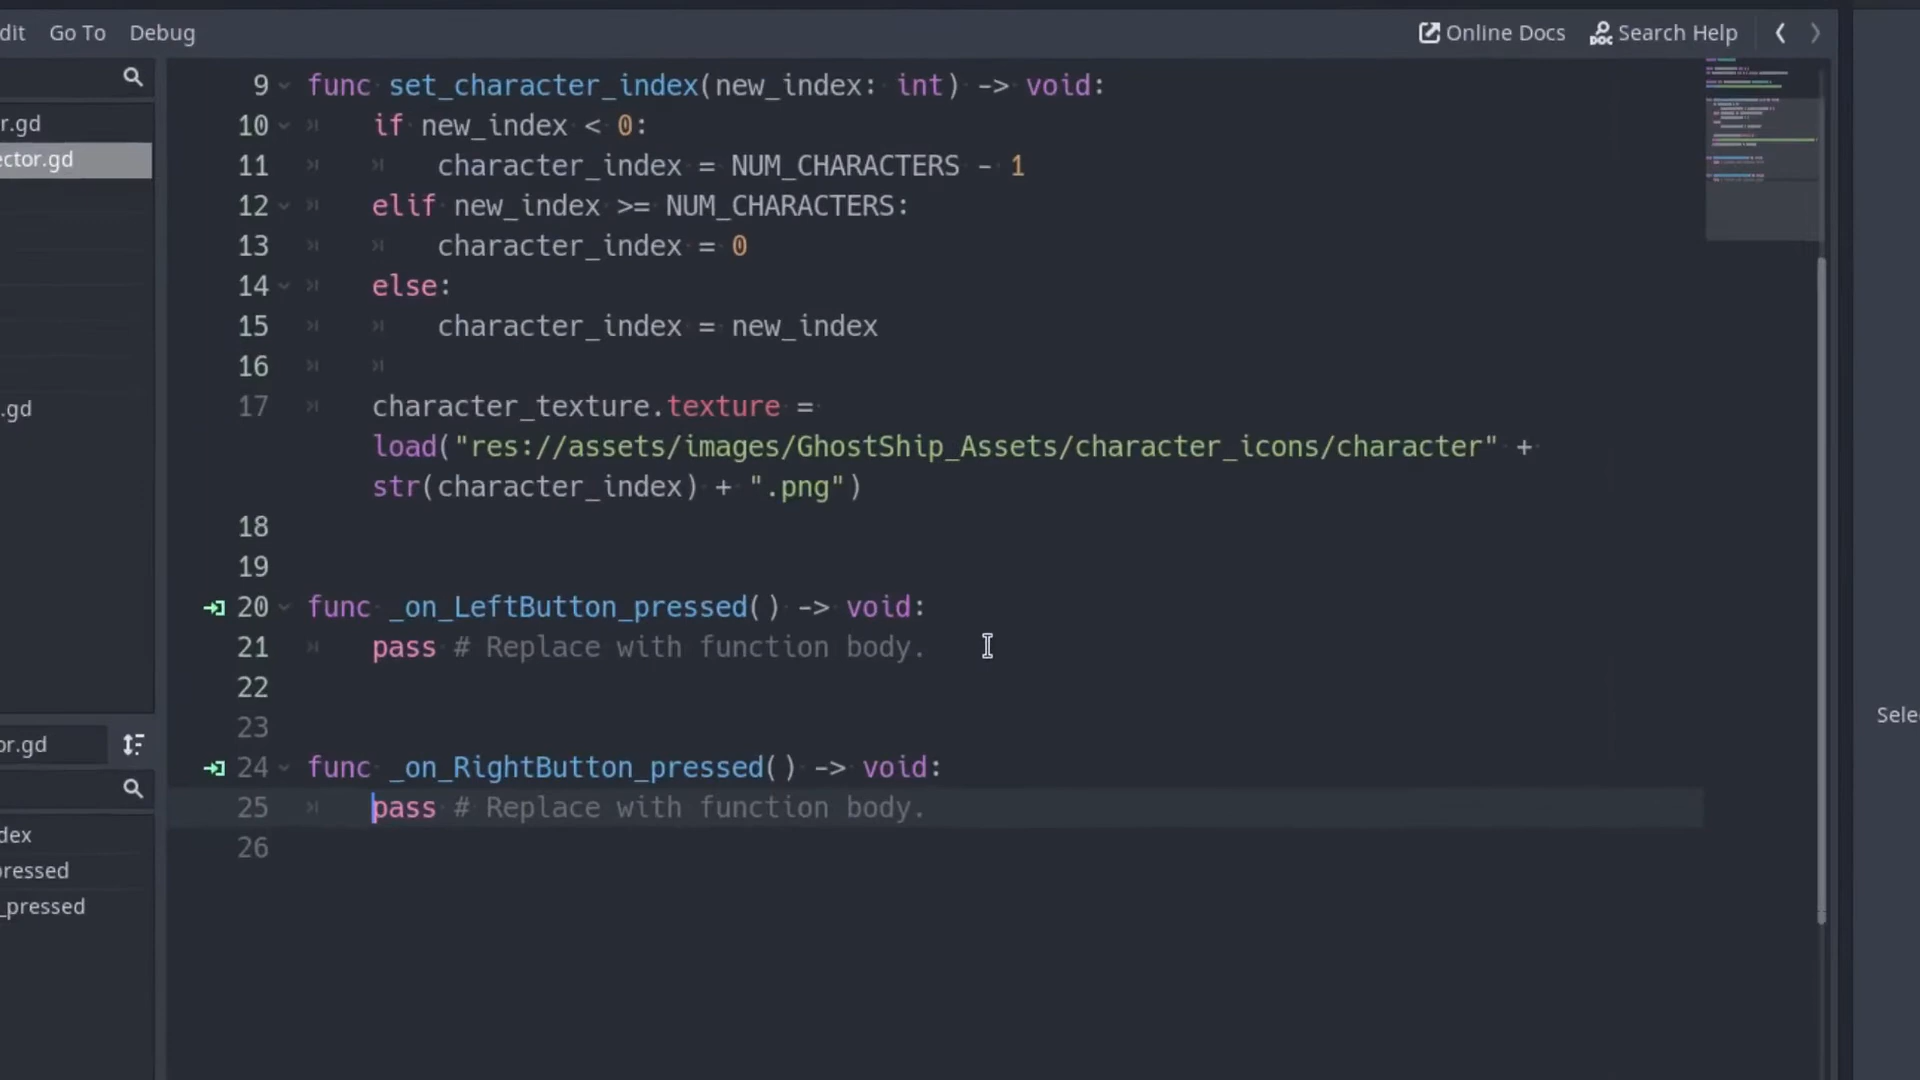 dit Go To Debug Online Docs Search Help
r.gd
ector.gd
.gd
or.gd
dex
ressed
_pressed
9 func set_character_index(new_index: int) -> void:
10 if new_index < 0:
11 character_index = NUM_CHARACTERS - 1
12 elif new_index >= NUM_CHARACTERS:
13 character_index = 0
14 else:
15 character_index = new_index
16
17 character_texture.texture =
load("res://assets/images/GhostShip_Assets/character_icons/character" +
str(character_index) + ".png")
18
19
20 func _on_LeftButton_pressed() -> void:
21 pass # Replace with function body.
22
23
24 func _on_RightButton_pressed() -> void:
25 pass # Replace with function body.
26
Sele